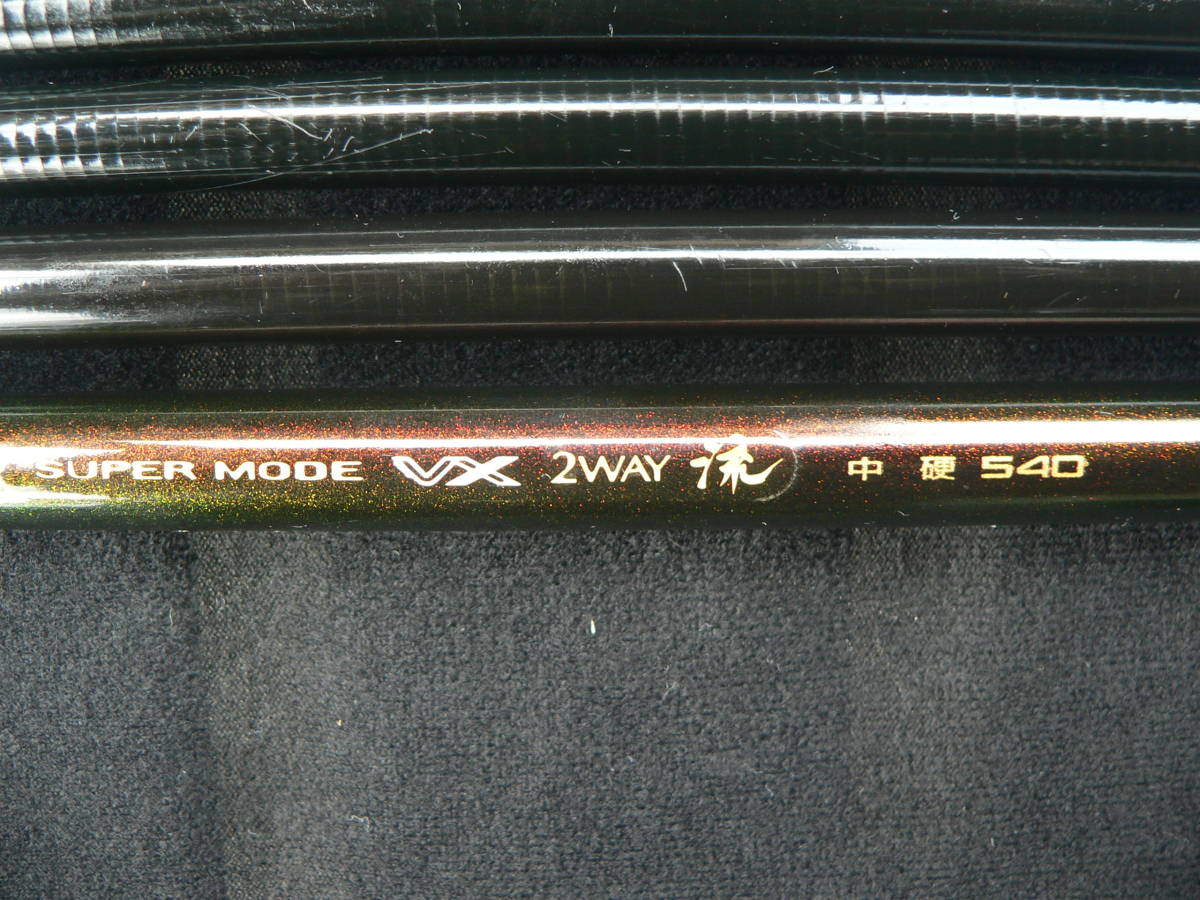 SUPER MODE VX 2WAY 流 中硬 540